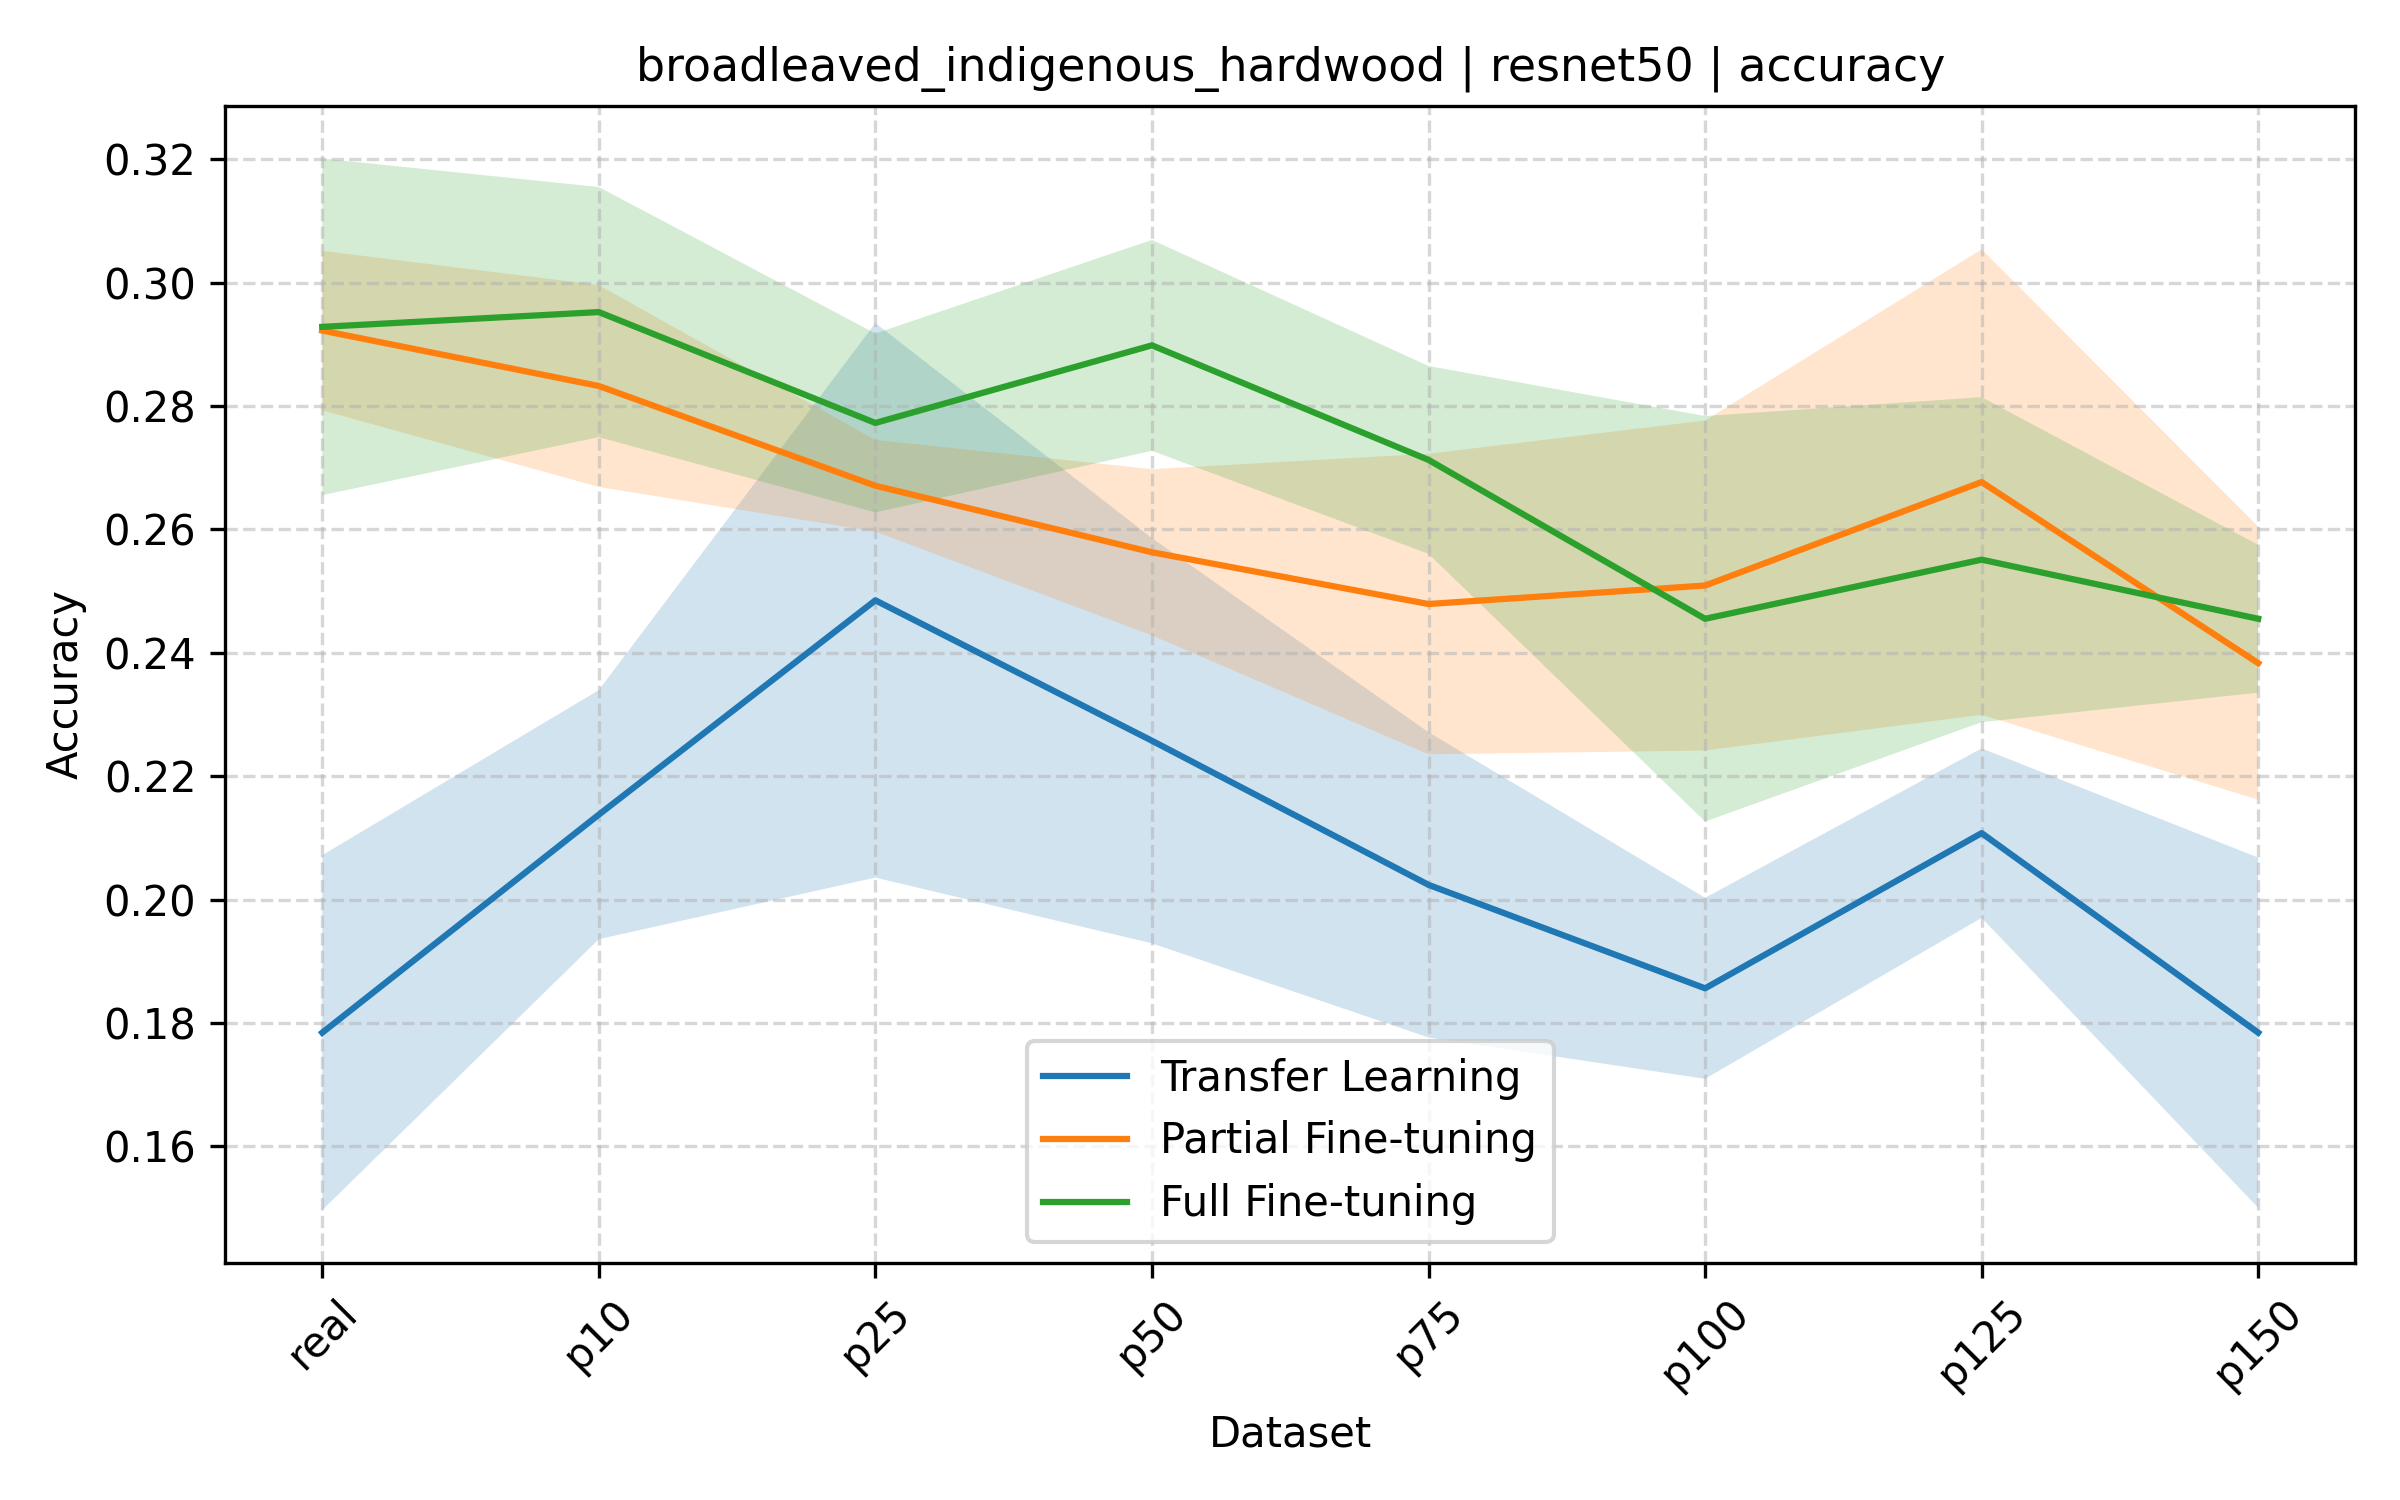 broadleaved_indigenous_hardwood | resnet50 | accuracy
0.32
0.30
0.28
0.26
0.24
0.22
0.20
0.18
0.16
Accuracy
Transfer Learning
Partial Fine-tuning
Full Fine-tuning
real
p10
p25
p50
p75
p100
p125
p150
Dataset